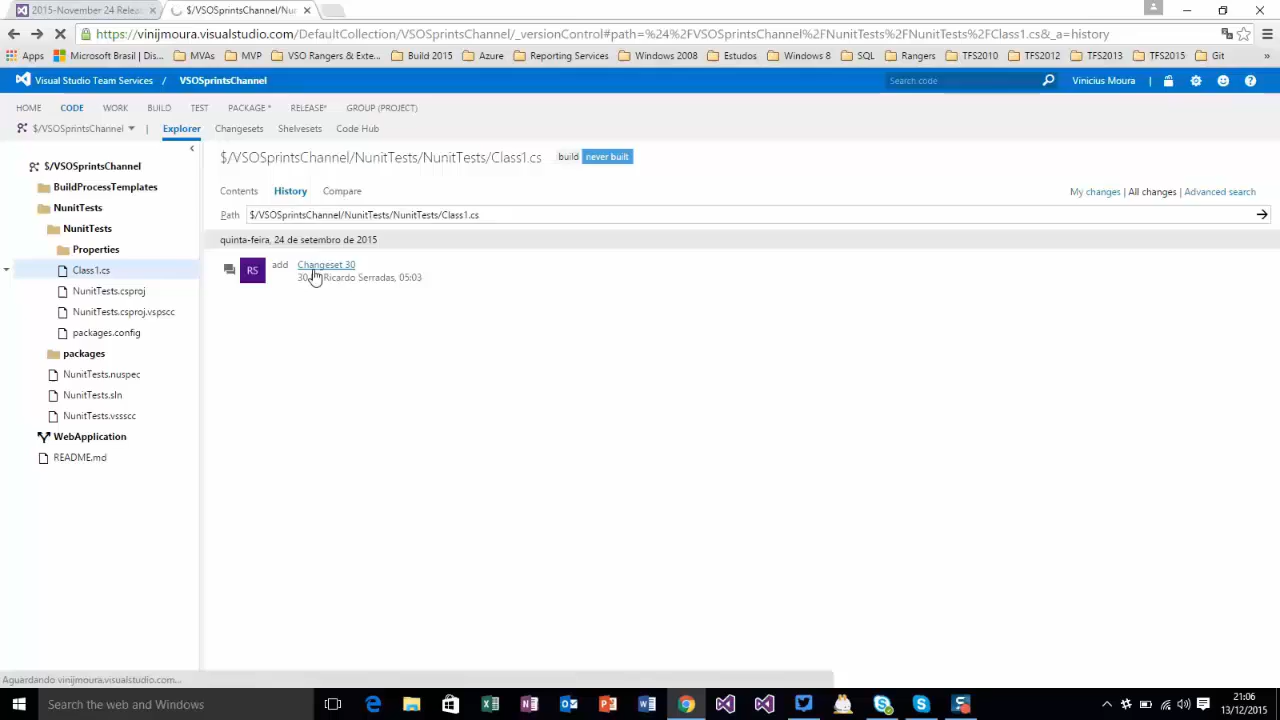 2015-November 24 Releas
$/VSOSprintsChannel/Nun
https://vinijmoura.visualstudio.com/DefaultCollection/VSOSprintsChannel/_versionControl#path=%24%2FVSOSprintsChannel%2FNunitTests%2FNunitTests%2FClass1.cs&_a=history
Apps Microsoft Brasil | Dis MVAs MVP VSO Rangers & Exte Build 2015 Azure Reporting Services Windows 2008 Estudos Windows 8 SQL Rangers TFS2010 TFS2012 TFS2013 TFS2015 Git »
Visual Studio Team Services / VSOSprintsChannel Search code Vinicius Moura
HOME CODE WORK BUILD TEST PACKAGE * RELEASE* GROUP (PROJECT)
$/VSOSprintsChannel | Explorer Changesets Shelvesets Code Hub
$/VSOSprintsChannel
BuildProcessTemplates
NunitTests
NunitTests
Properties
Class1.cs
NunitTests.csproj
NunitTests.csproj.vspscc
packages.config
packages
NunitTests.nuspec
NunitTests.sln
NunitTests.vssscc
WebApplication
README.md
$/VSOSprintsChannel/NunitTests/NunitTests/Class1.cs build never built
Contents History Compare My changes | All changes | Advanced search
Path $/VSOSprintsChannel/NunitTests/NunitTests/Class1.cs
quinta-feira, 24 de setembro de 2015
RS add Changeset 30
30 Ricardo Serradas, 05:03
Aguardando vinijmoura.visualstudio.com...
Search the web and Windows
21:06
13/12/2015